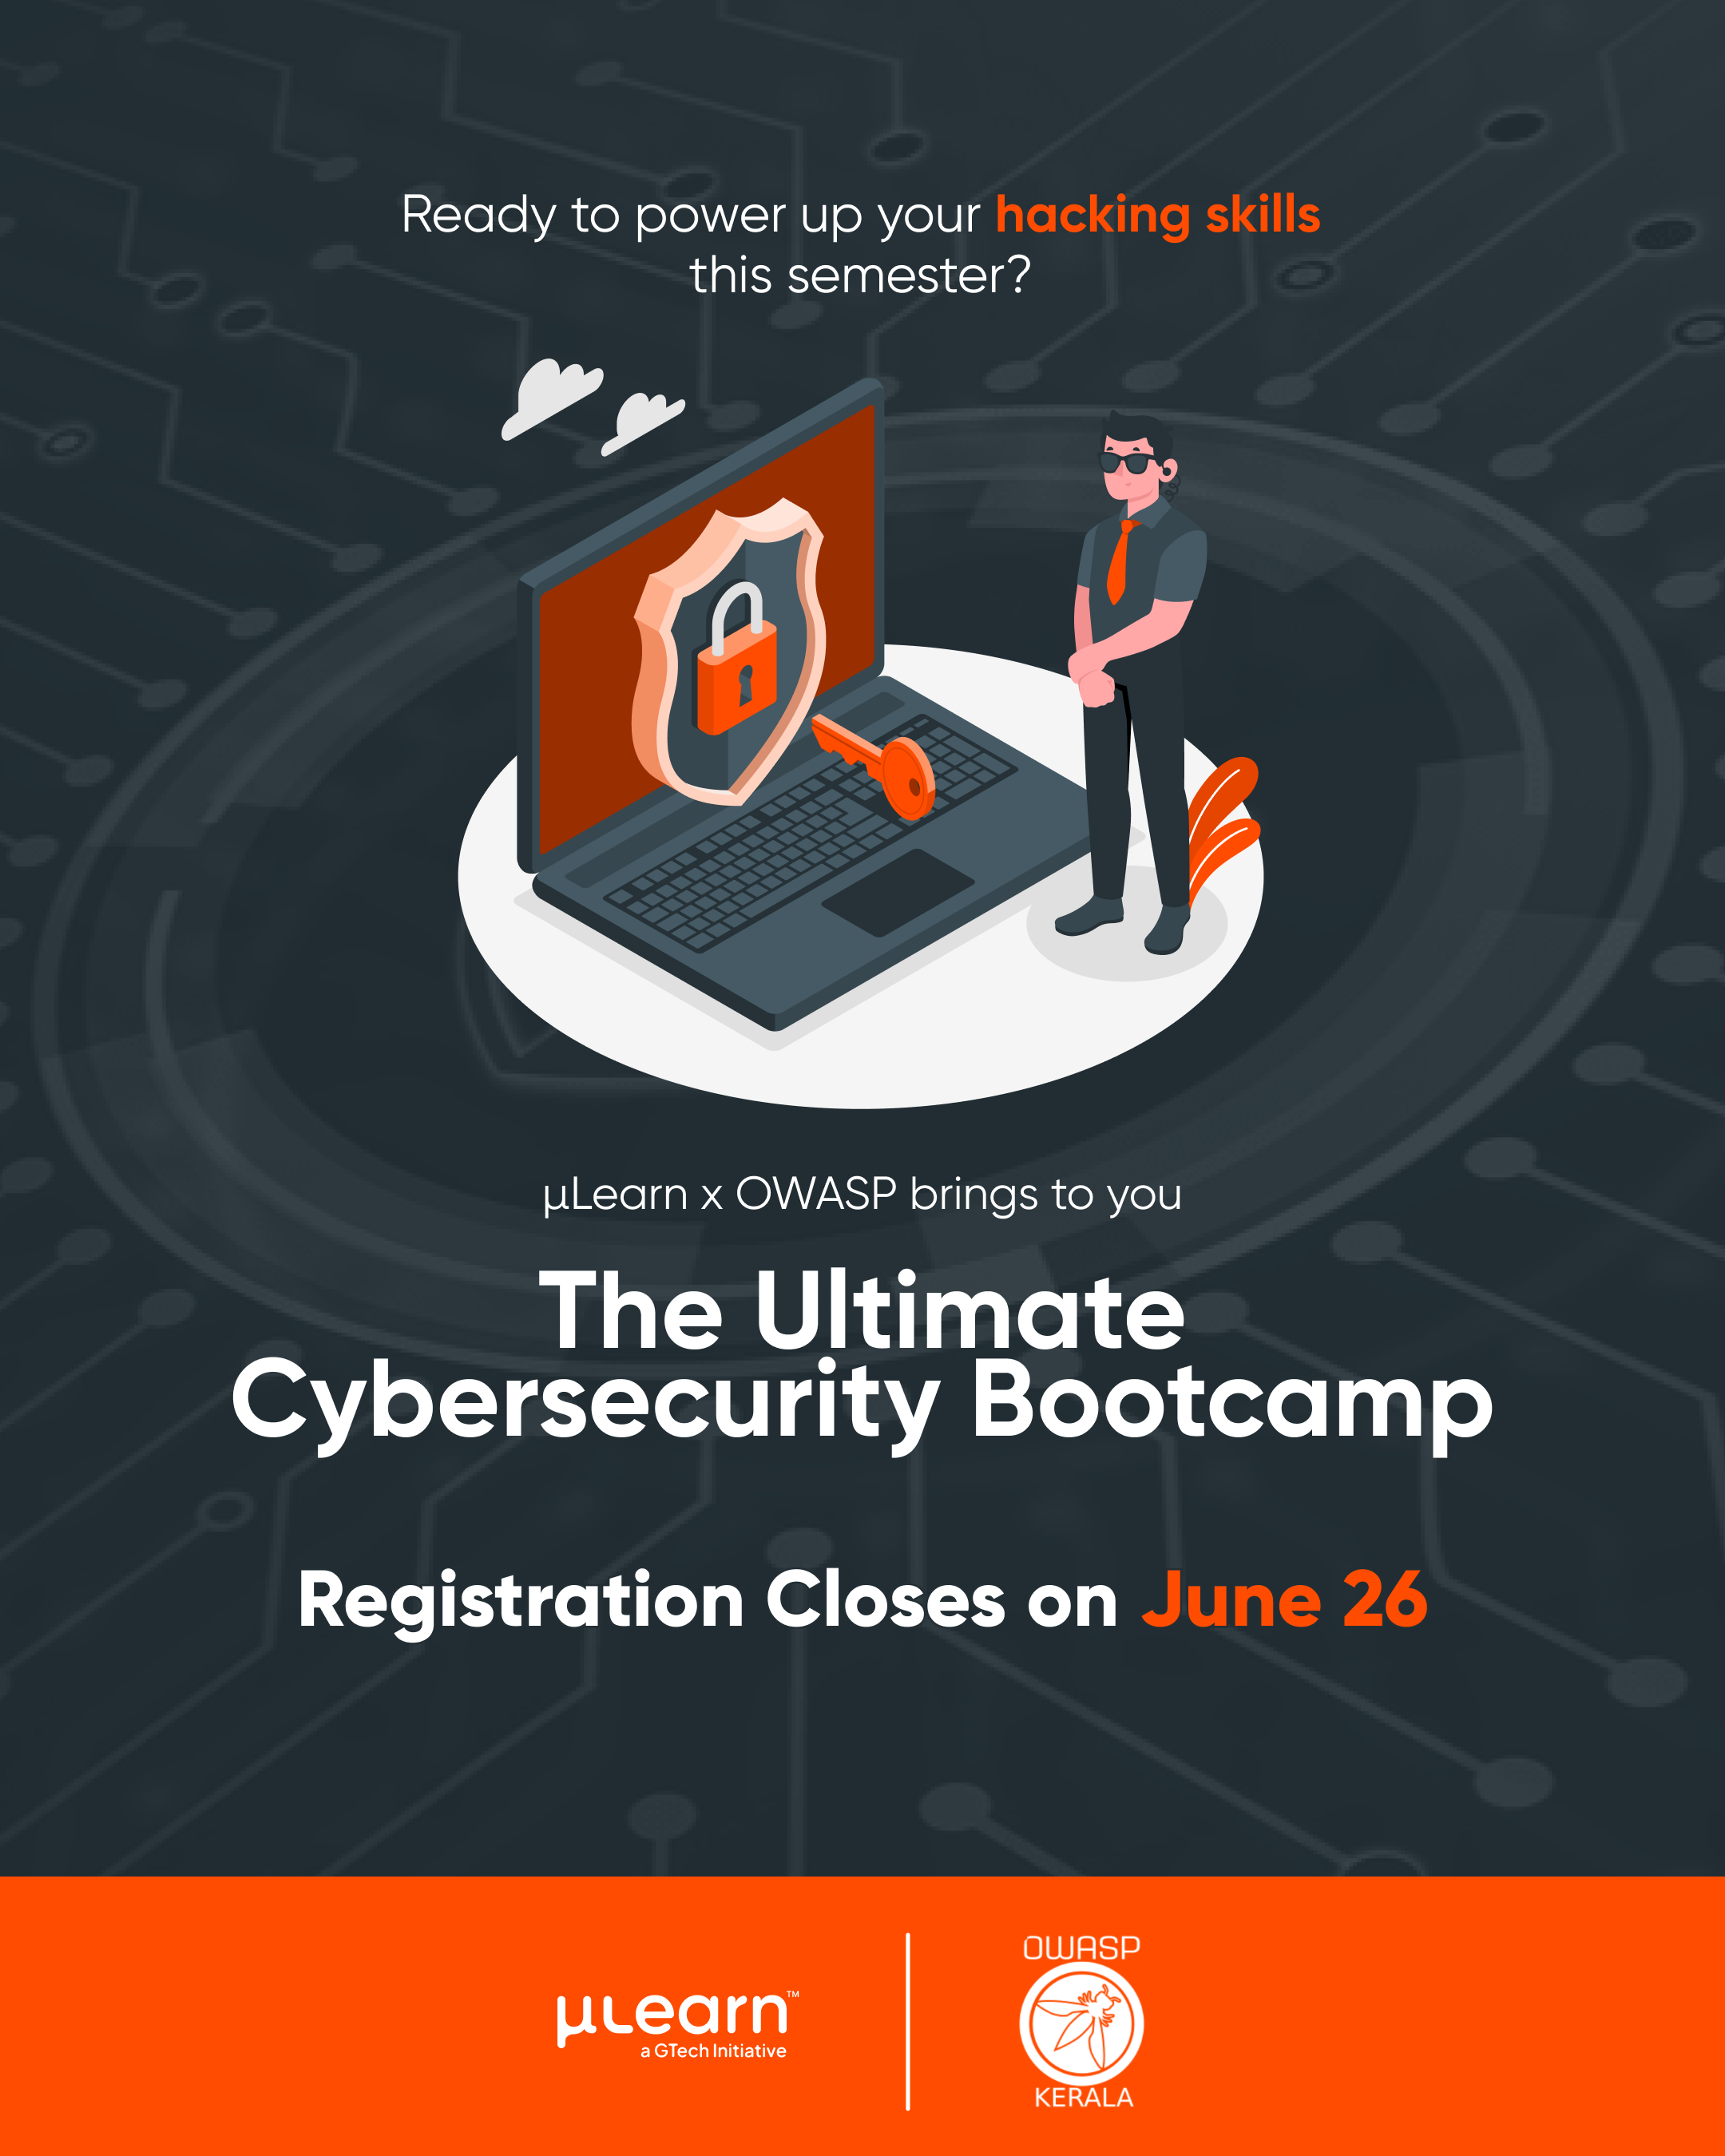 Ready to power up your hacking skills
this semester?
µLearn x OWASP brings to you
The Ultimate
Cybersecurity Bootcamp
Registration Closes on June 26
µLearn™
a GTech Initiative
OWASP
KERALA